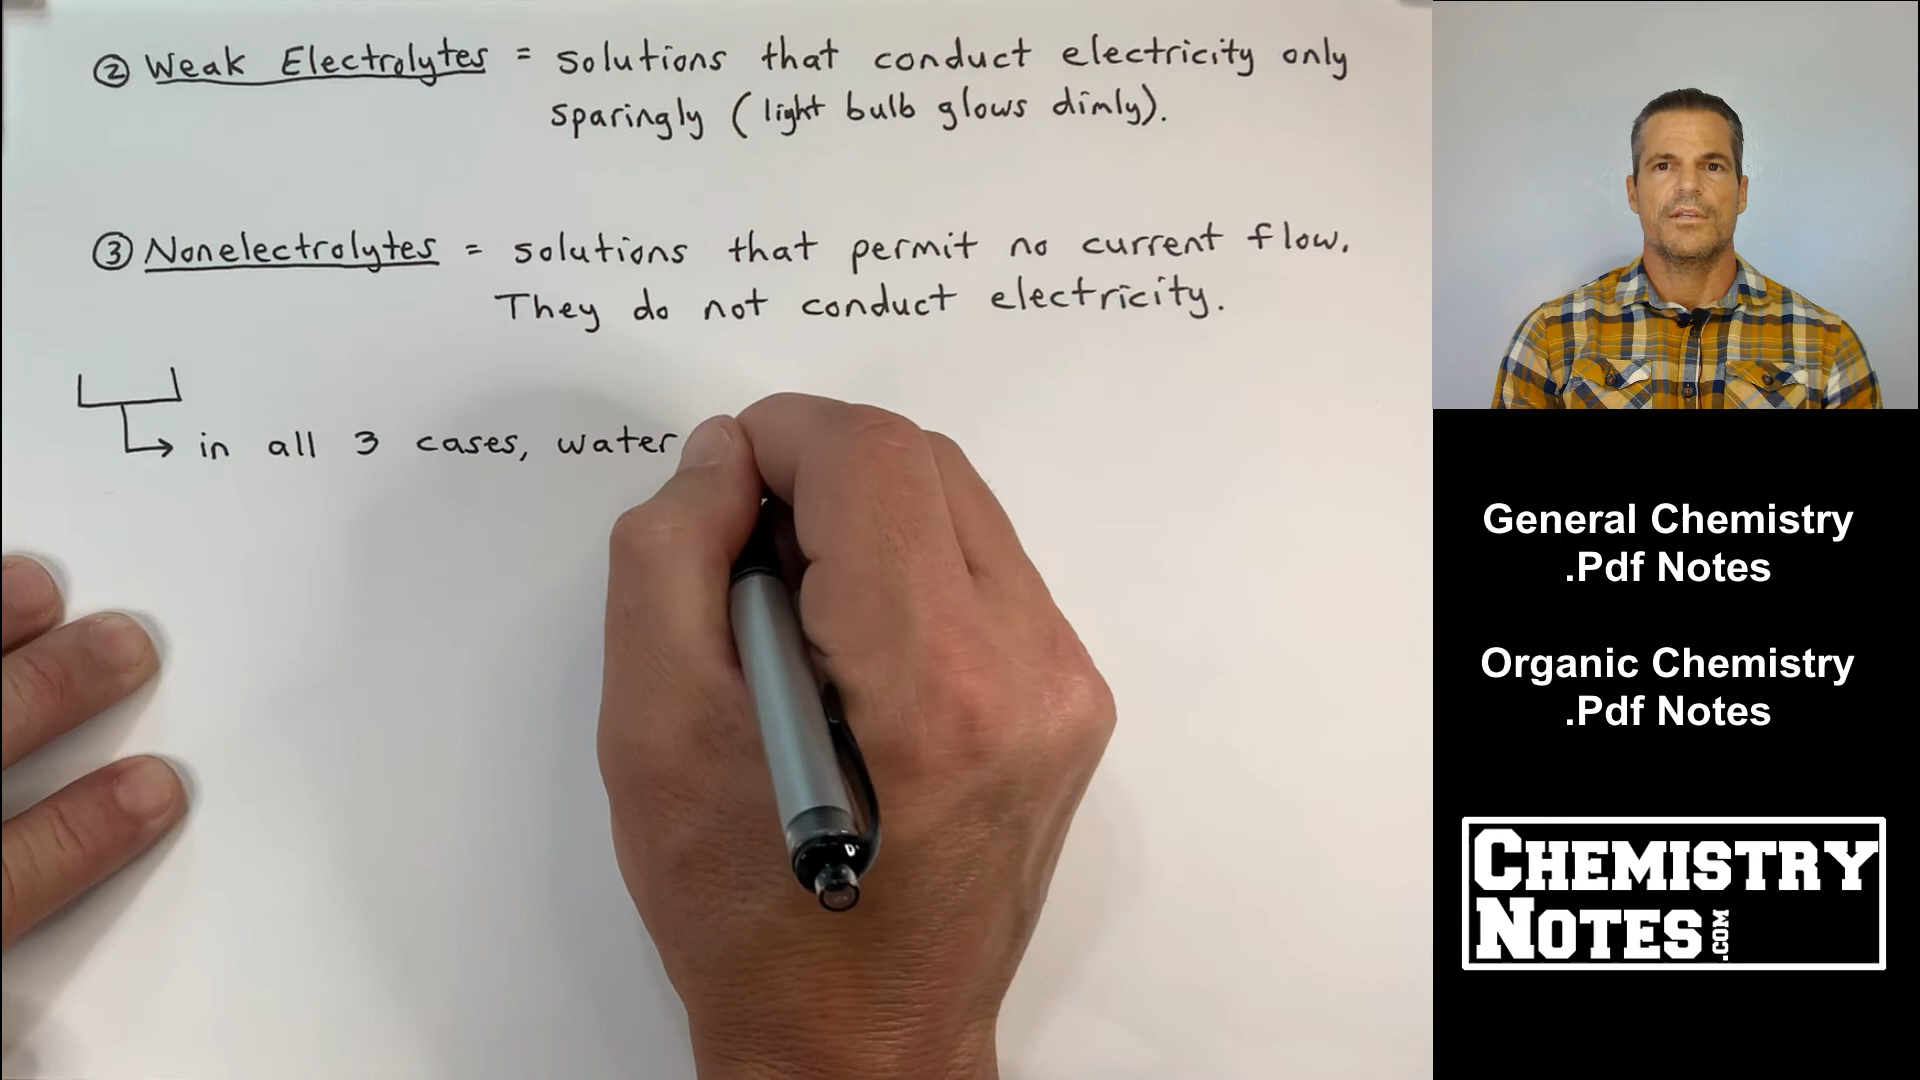 ② Weak Electrolytes = solutions that conduct electricity only
sparingly (light bulb glows dimly).
③ Nonelectrolytes = solutions that permit no current flow.
They do not conduct electricity.
in all 3 cases, water
General Chemistry
.Pdf Notes
Organic Chemistry
.Pdf Notes
CHEMISTRY
NOTES.COM